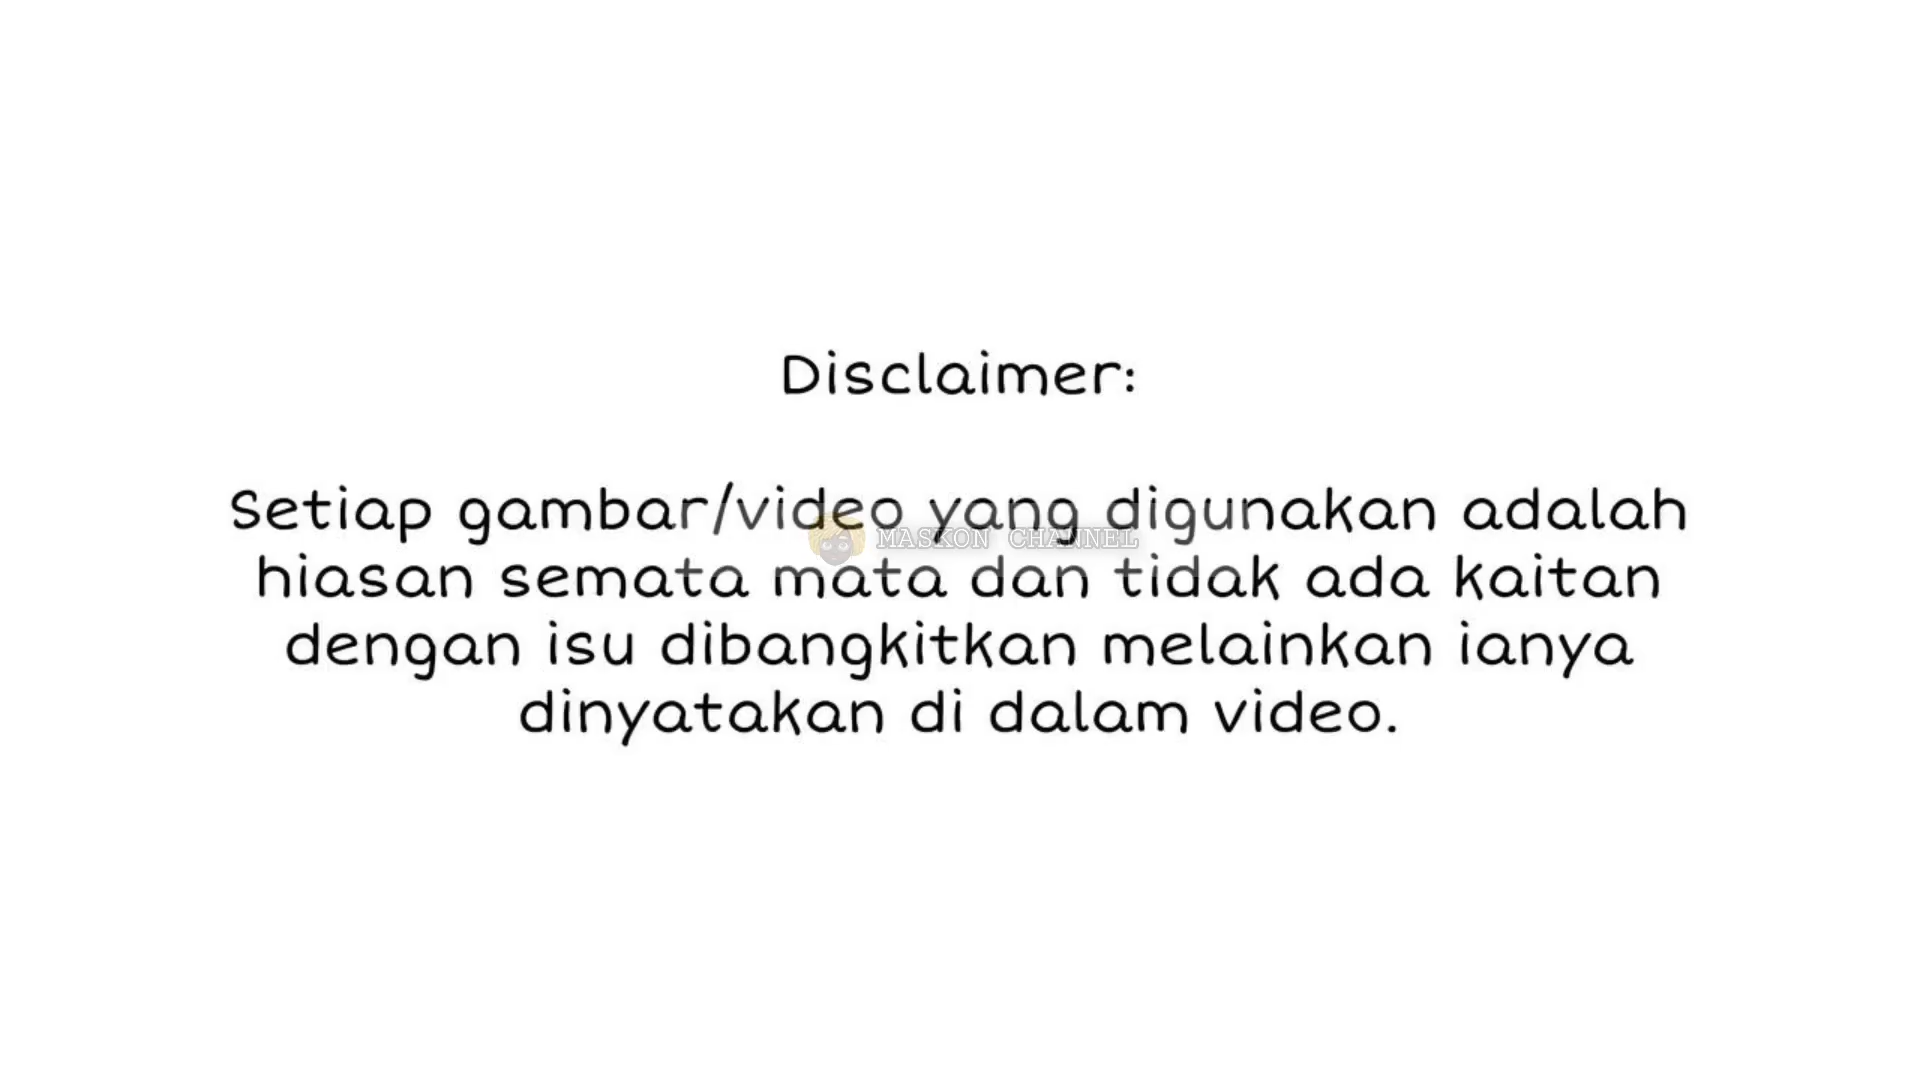 Disclaimer:
Setiap gambar/video yang digunakan adalah
MASKON CHANNEL
hiasan semata mata dan tidak ada kaitan
dengan isu dibangkitkan melainkan ianya
dinyatakan di dalam video.